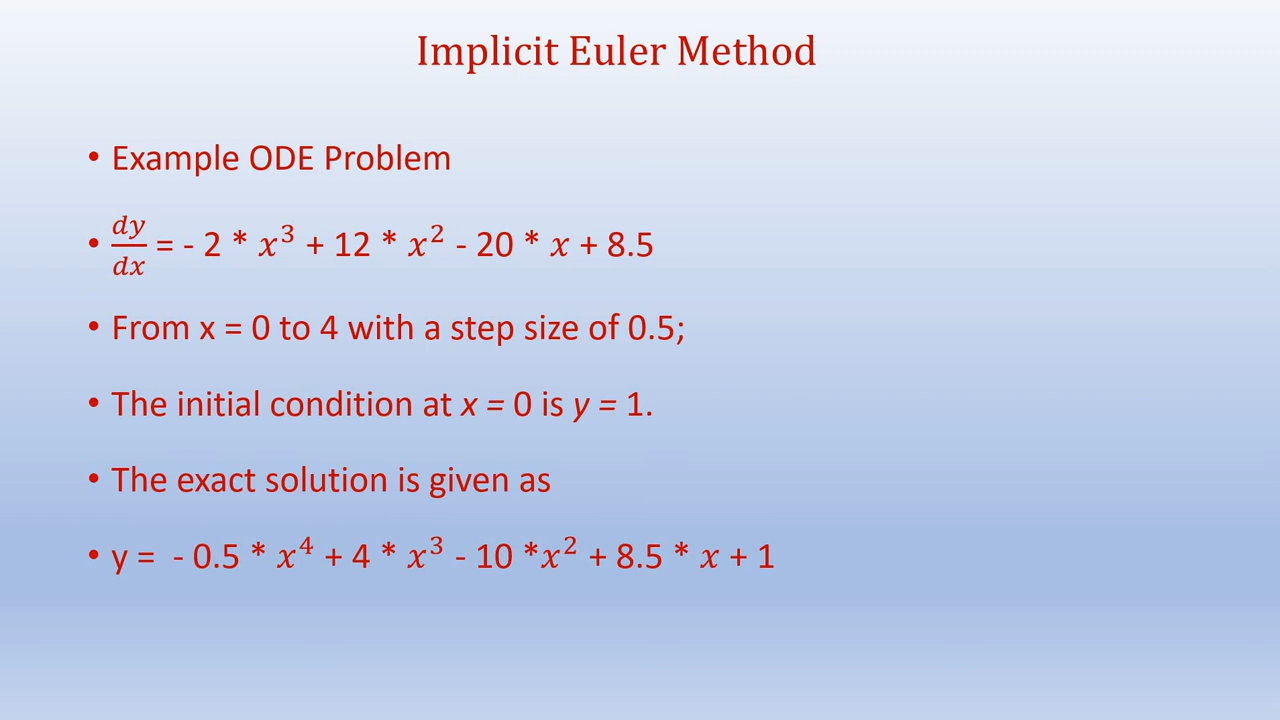 Implicit Euler Method
• Example ODE Problem
• dy/dx = - 2 * x³ + 12 * x² - 20 * x + 8.5
• From x = 0 to 4 with a step size of 0.5;
• The initial condition at x = 0 is y = 1.
• The exact solution is given as
• y = - 0.5 * x⁴ + 4 * x³ - 10 *x² + 8.5 * x + 1